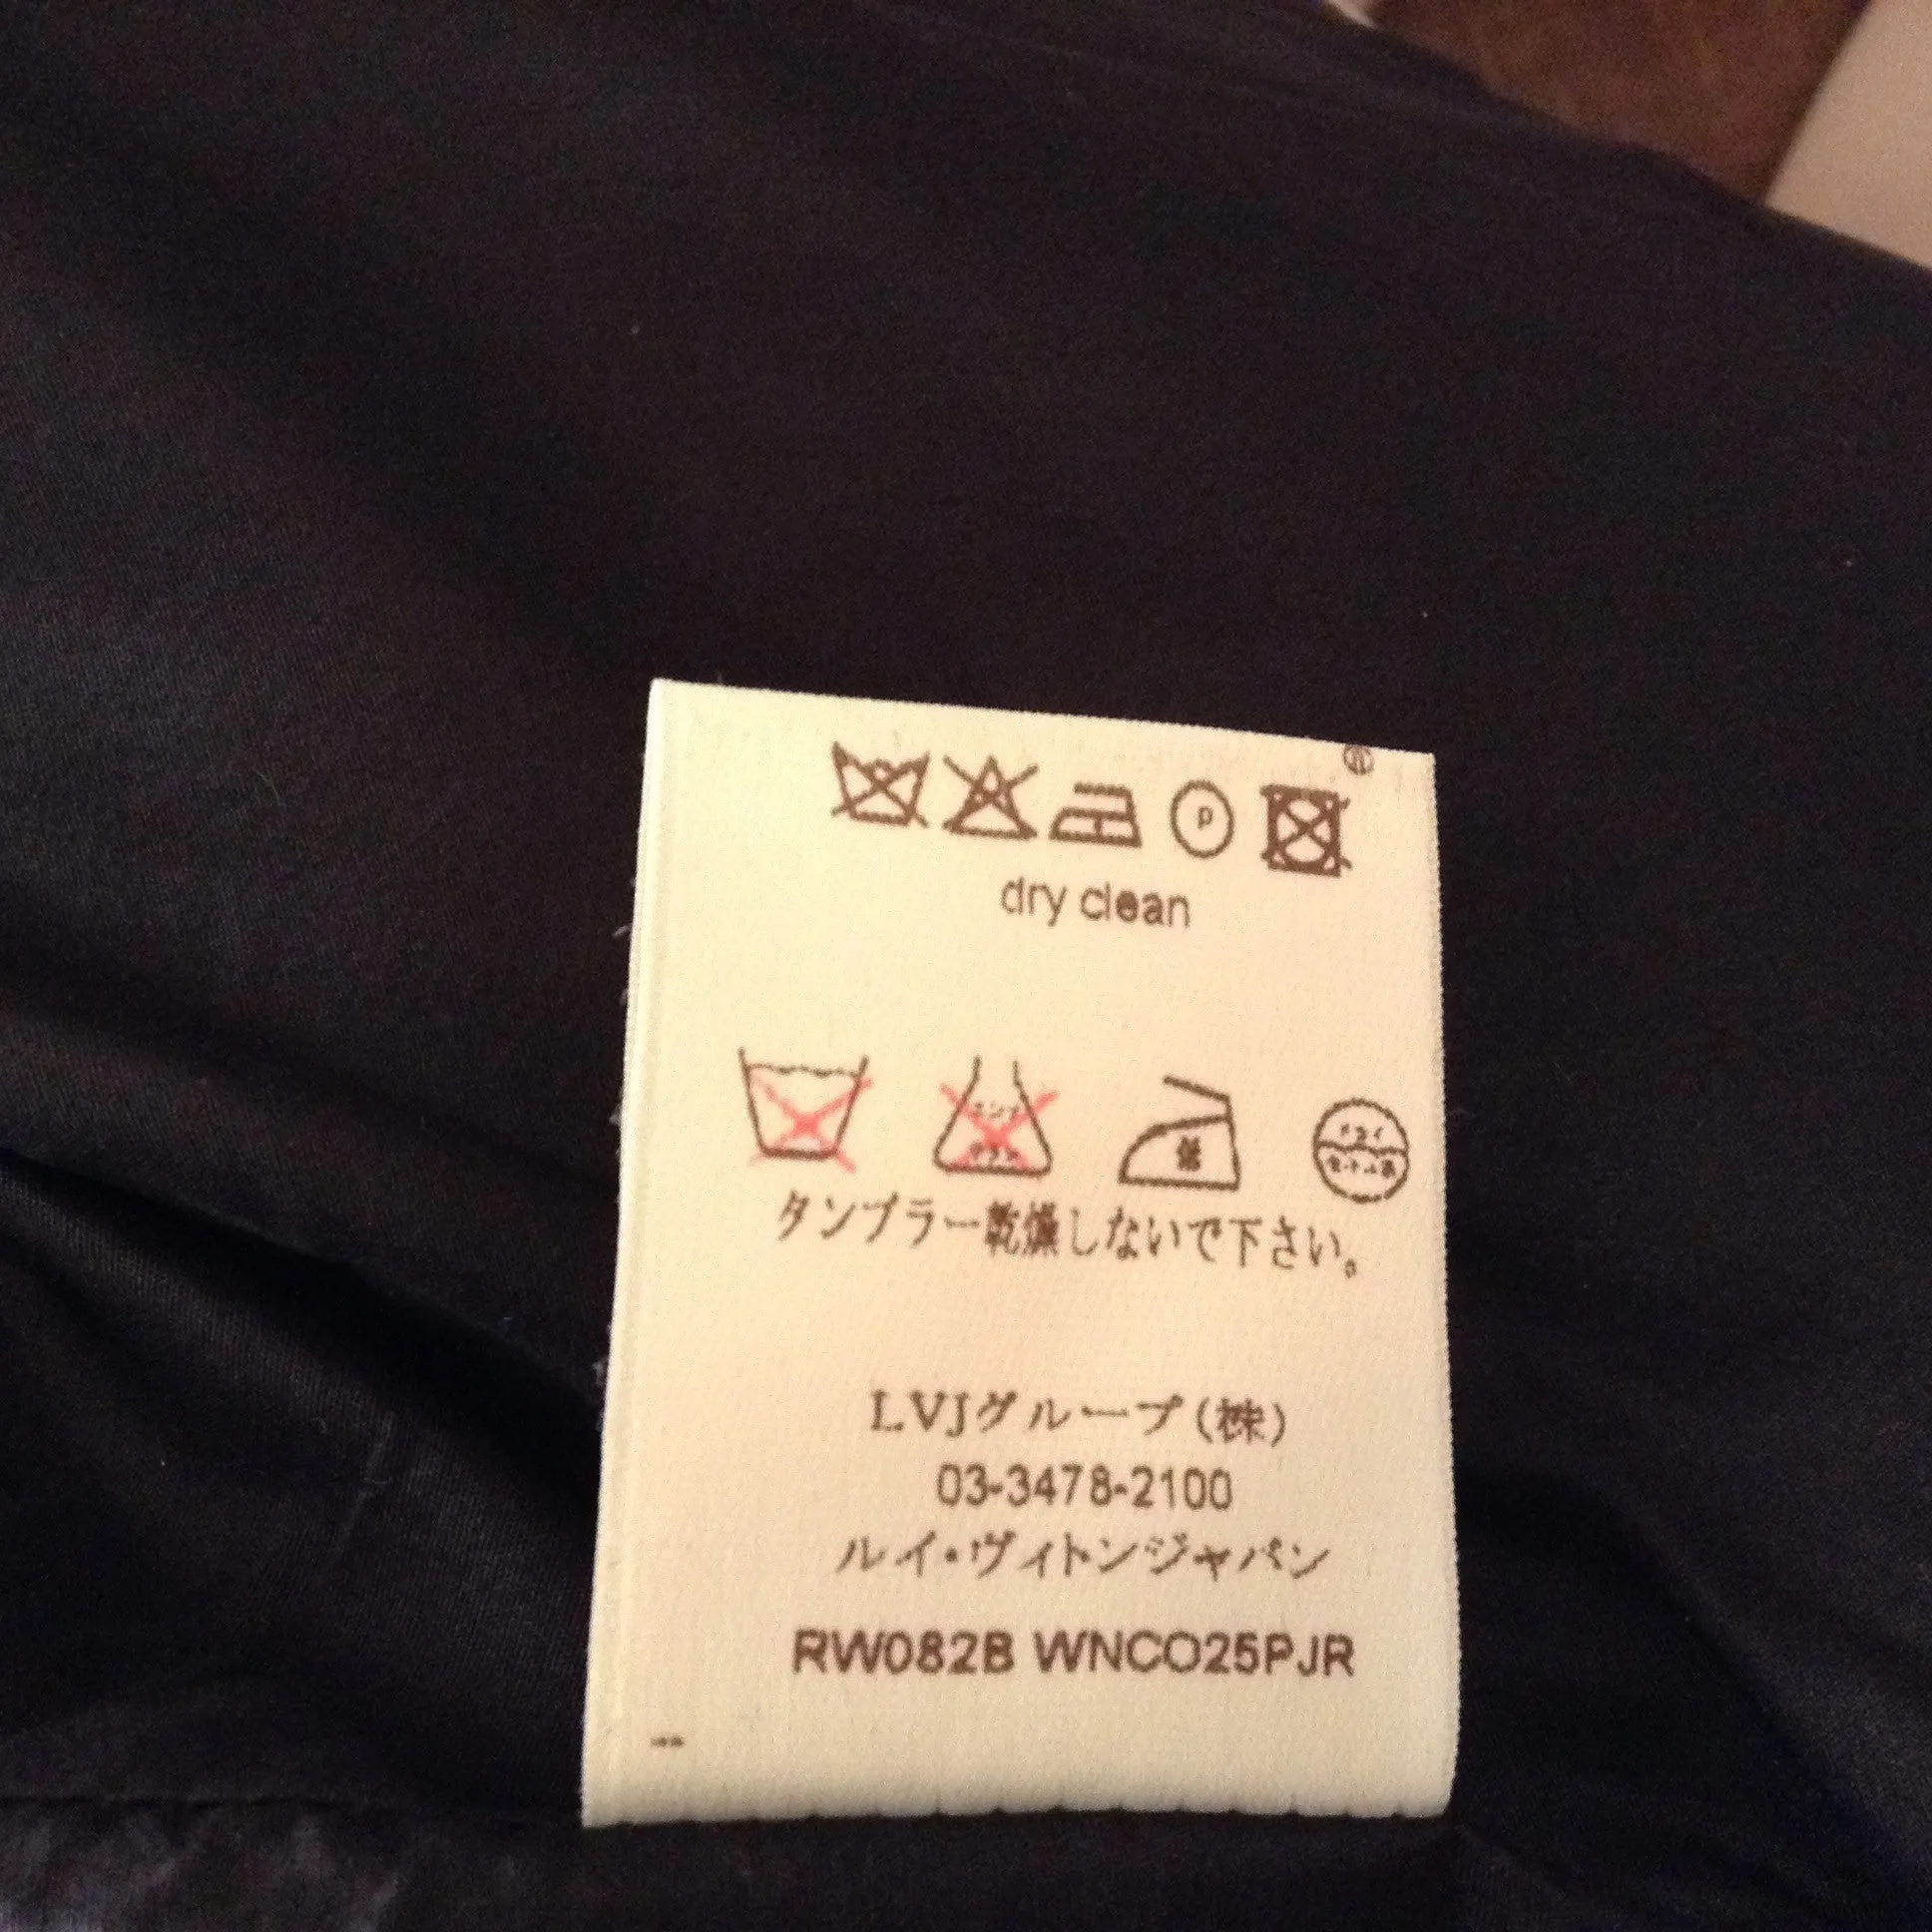 P
dry clean
タンブラー乾燥しないで下さい。
LVJグループ(株)
03-3478-2100
ルイ・ヴィトンジャパン
RW082B WNCO25PJR